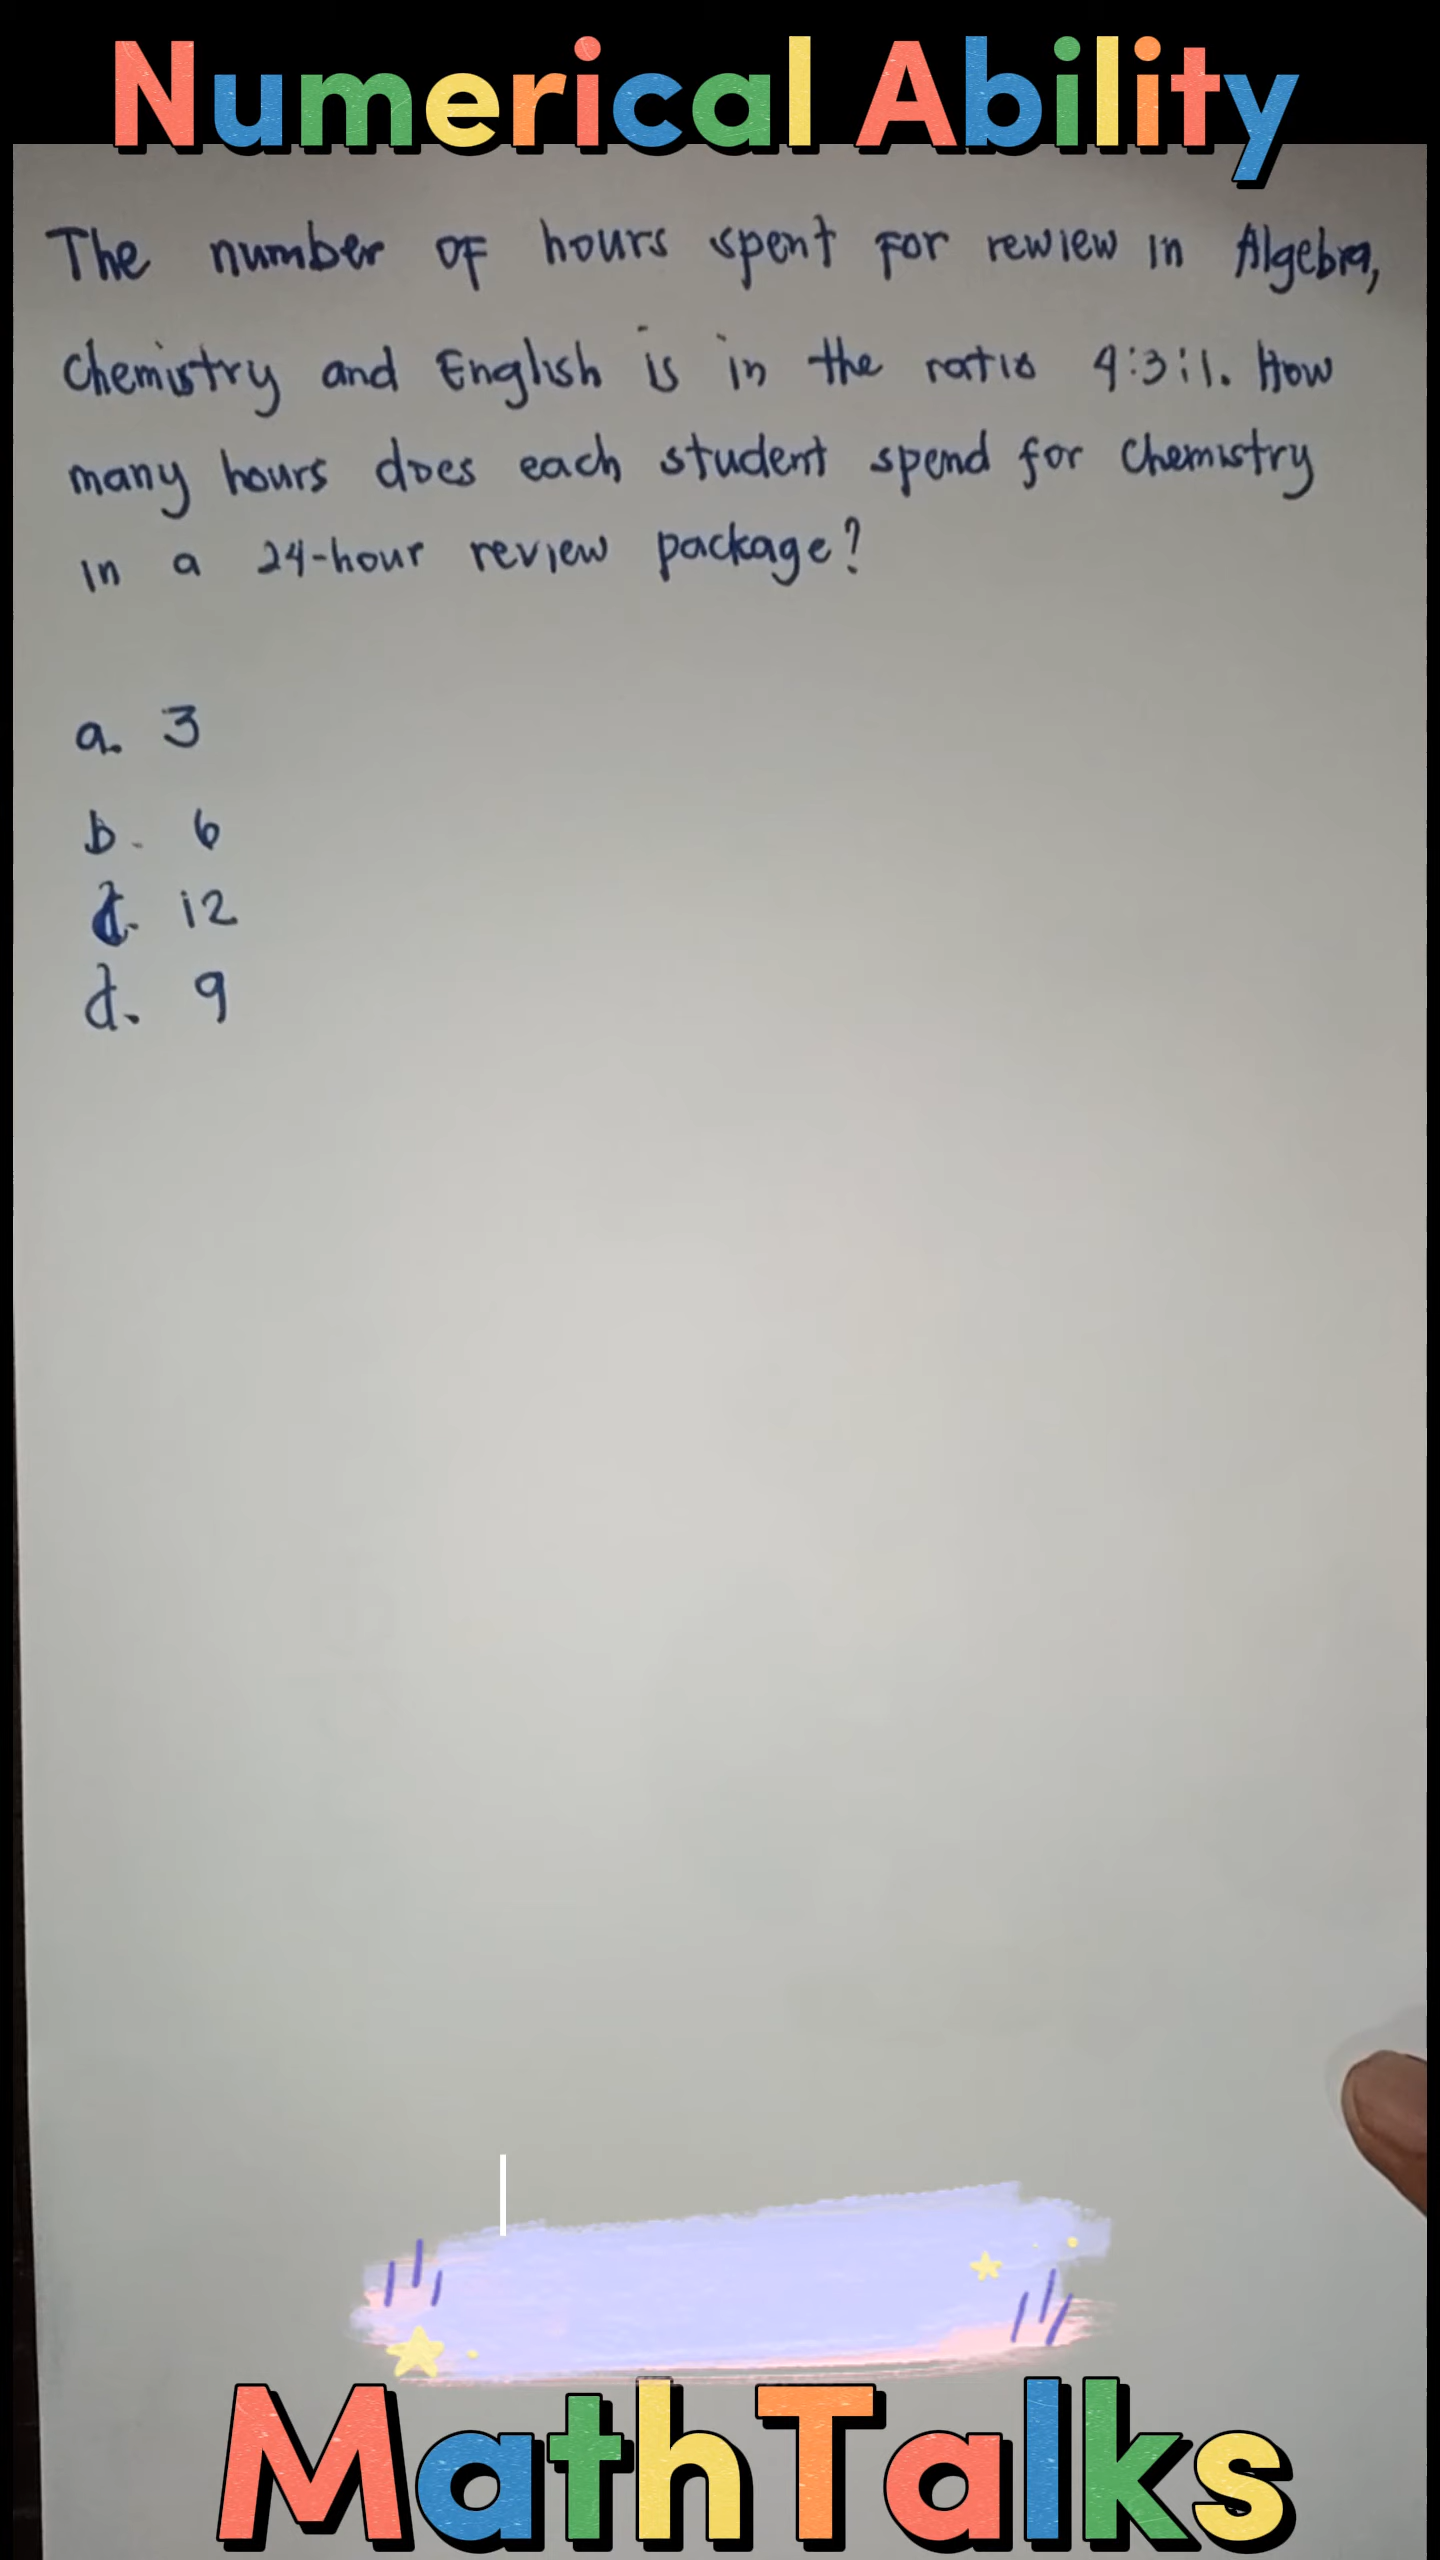 Numerical Ability
The number of hours spent for rewiew in Algebra,
Chemistry and English is in the ratio 4:3:1. How
many hours does each student spend for Chemistry
in a 24-hour review package?
a. 3
b. 6
c. 12
d. 9
MathTalks